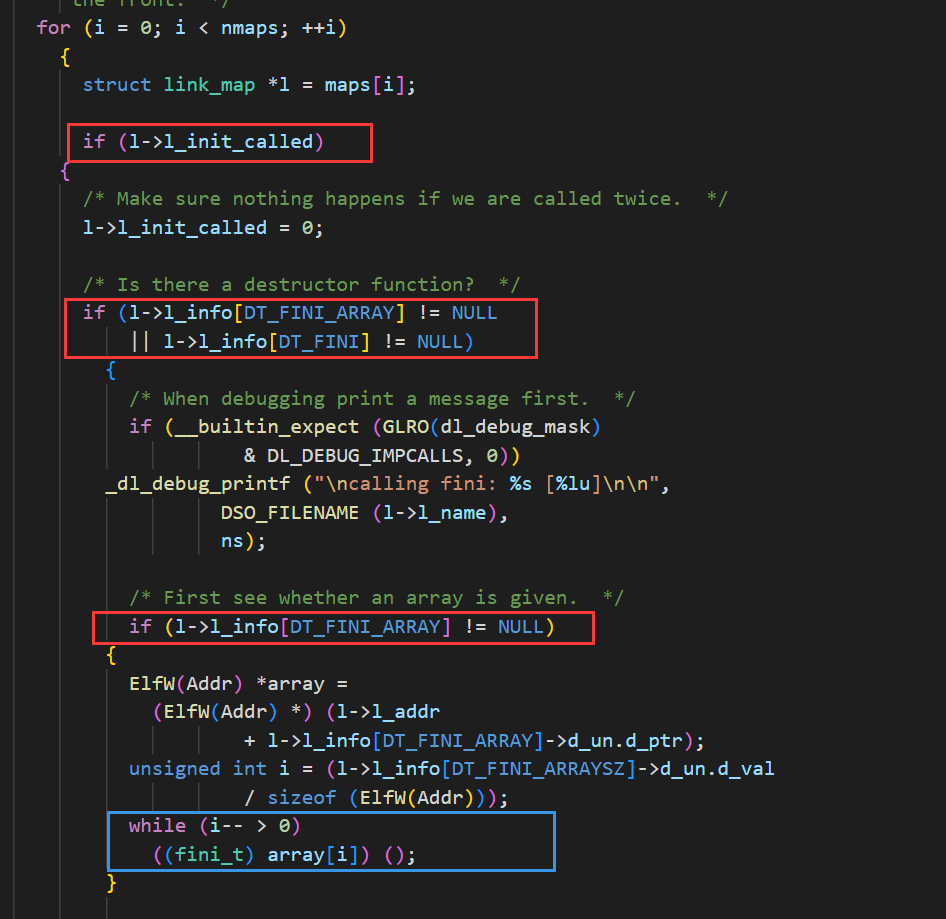 the front.  */
for (i = 0; i < nmaps; ++i)
{
struct link_map *l = maps[i];
if (l->l_init_called)
{
/* Make sure nothing happens if we are called twice.  */
l->l_init_called = 0;
/* Is there a destructor function?  */
if (l->l_info[DT_FINI_ARRAY] != NULL
|| l->l_info[DT_FINI] != NULL)
{
/* When debugging print a message first.  */
if (__builtin_expect (GLRO(dl_debug_mask)
& DL_DEBUG_IMPCALLS, 0))
_dl_debug_printf ("\ncalling fini: %s [%lu]\n\n",
DSO_FILENAME (l->l_name),
ns);
/* First see whether an array is given.  */
if (l->l_info[DT_FINI_ARRAY] != NULL)
{
ElfW(Addr) *array =
(ElfW(Addr) *) (l->l_addr
+ l->l_info[DT_FINI_ARRAY]->d_un.d_ptr);
unsigned int i = (l->l_info[DT_FINI_ARRAYSZ]->d_un.d_val
/ sizeof (ElfW(Addr)));
while (i-- > 0)
((fini_t) array[i]) ();
}